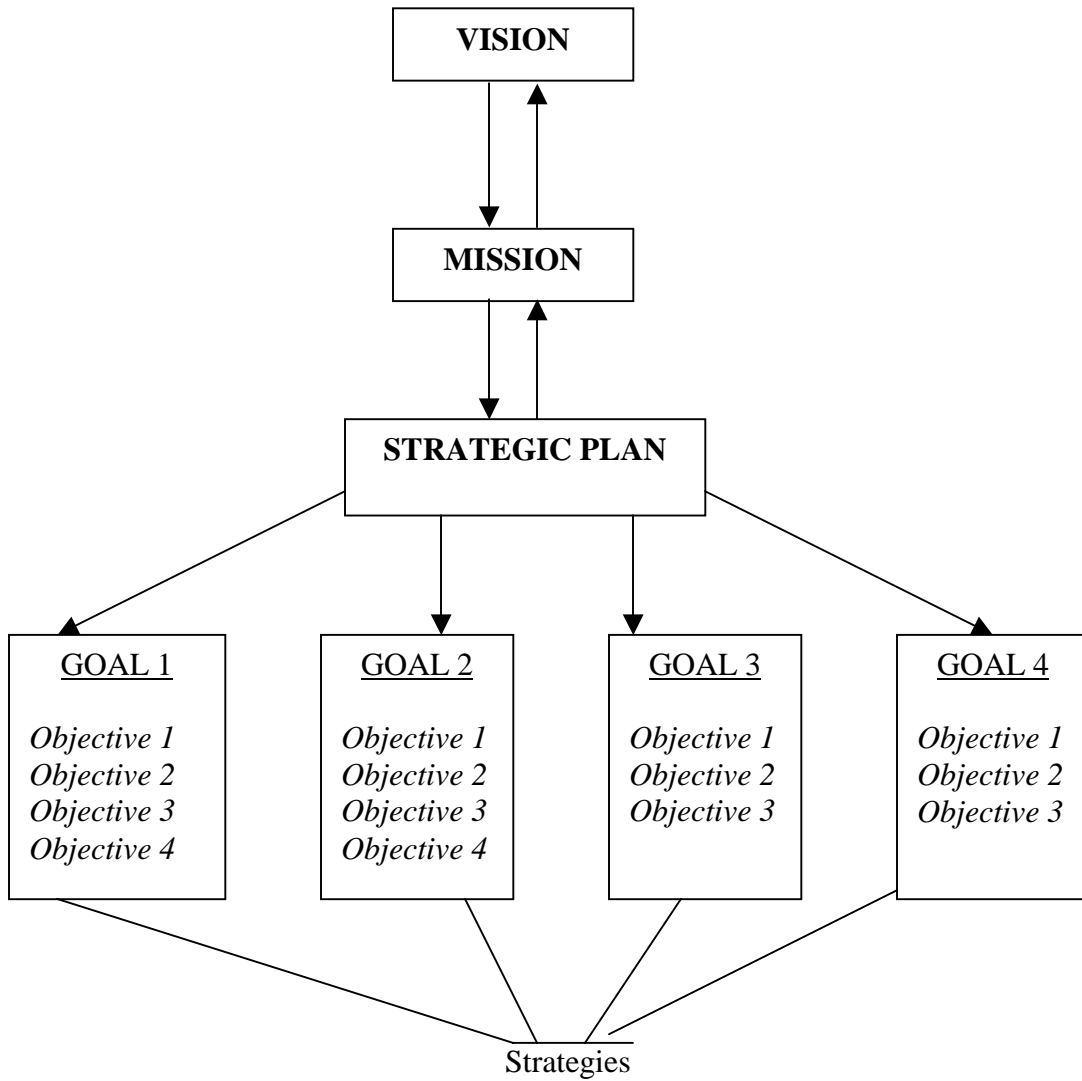 VISION
MISSION
STRATEGIC PLAN
GOAL 1
Objective 1
Objective 2
Objective 3
Objective 4
GOAL 2
Objective 1
Objective 2
Objective 3
Objective 4
GOAL 3
Objective 1
Objective 2
Objective 3
GOAL 4
Objective 1
Objective 2
Objective 3
Strategies